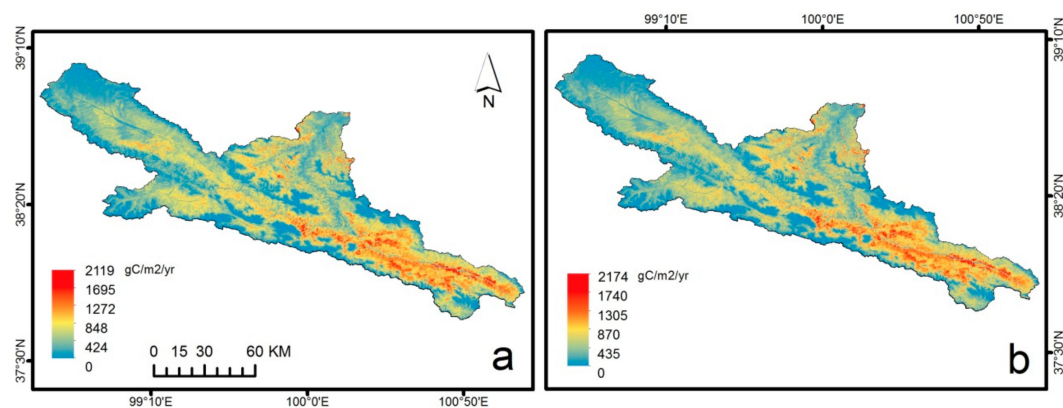 99°10'E 100°0'E 100°50'E
39°10'N
38°20'N
37°30'N
N
2119 gC/m2/yr
1695
1272
848
424
0
0 15 30 60 KM
a
99°10'E 100°0'E 100°50'E
39°10'N
38°20'N
37°30'N
2174 gC/m2/yr
1740
1305
870
435
0
b